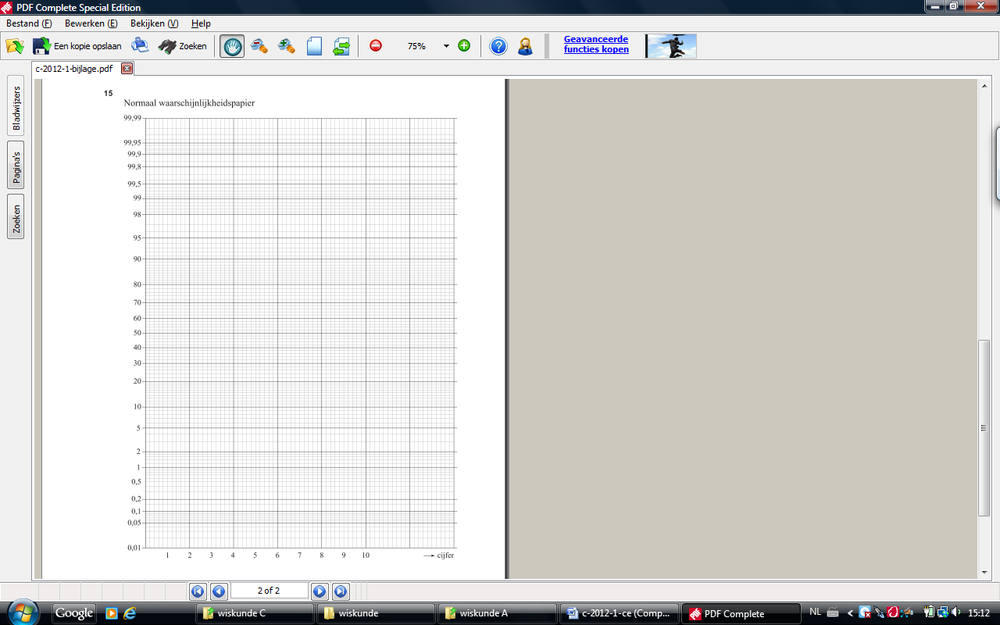 PDF Complete Special Edition
Bestand (F) Bewerken (E) Bekijken (V) Help
Een kopie opslaan Zoeken 75% Geavanceerde functies kopen
c-2012-1-bijlage.pdf
Bladwijzers
Pagina's
Zoeken
15
Normaal waarschijnlijkheidspapier
99,99
99,95
99,9
99,8
99,5
99
98
95
90
80
70
60
50
40
30
20
10
5
2
1
0,5
0,2
0,1
0,05
0,01
1 2 3 4 5 6 7 8 9 10 → cijfer
2 of 2
Google wiskunde C wiskunde wiskunde A c-2012-1-ce (Comp... PDF Complete NL 15:12